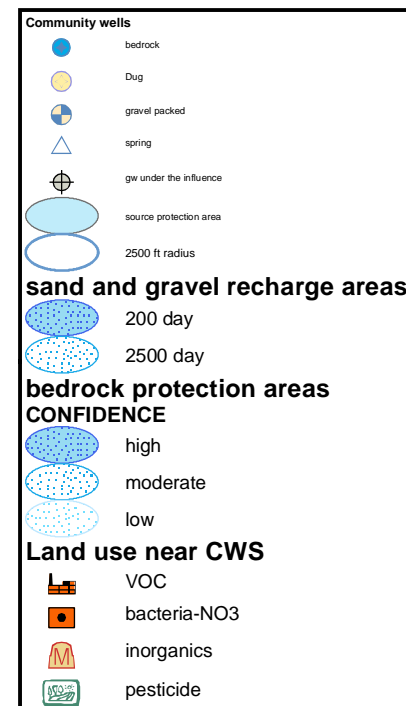 Community wells
bedrock
Dug
gravel packed
spring
gw under the influence
source protection area
2500 ft radius
sand and gravel recharge areas
200 day
2500 day
bedrock protection areas
CONFIDENCE
high
moderate
low
Land use near CWS
VOC
bacteria-NO3
M inorganics
pesticide